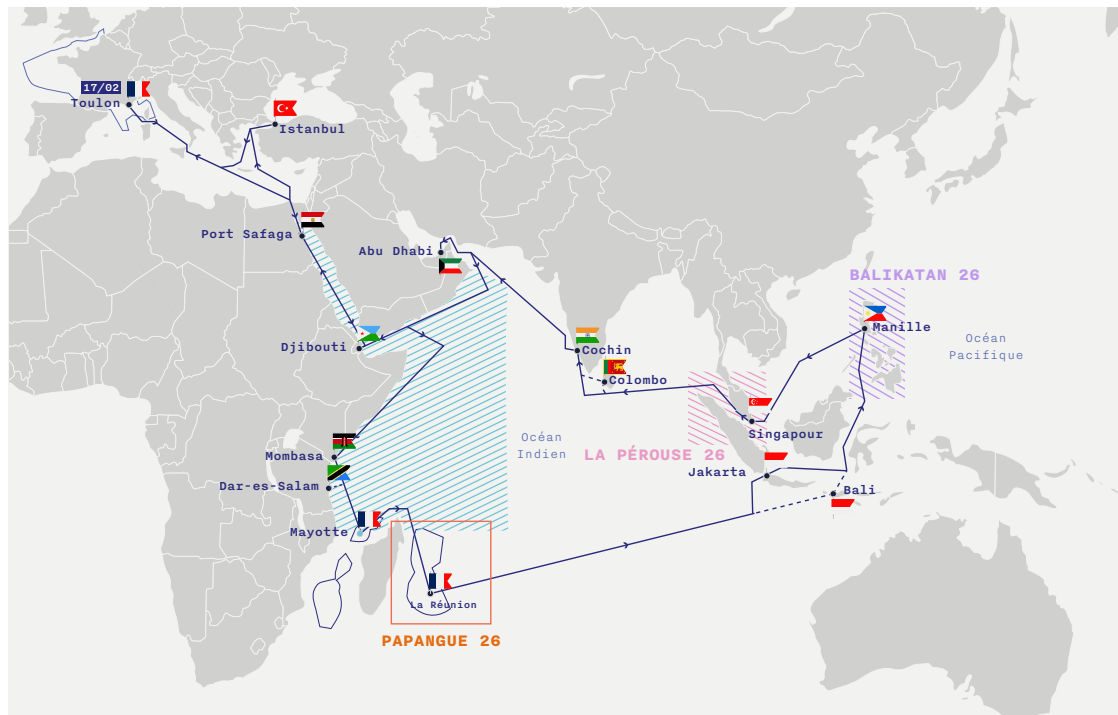 17/02
Toulon
Istanbul
Port Safaga
Abu Dhabi
BALIKATAN 26
Manille
Océan
Pacifique
Djibouti
Cochin
Colombo
Océan
Indien
LA PÉROUSE 26
Singapour
Mombasa
Jakarta
Dar-es-Salam
Bali
Mayotte
La Réunion
PAPANGUE 26